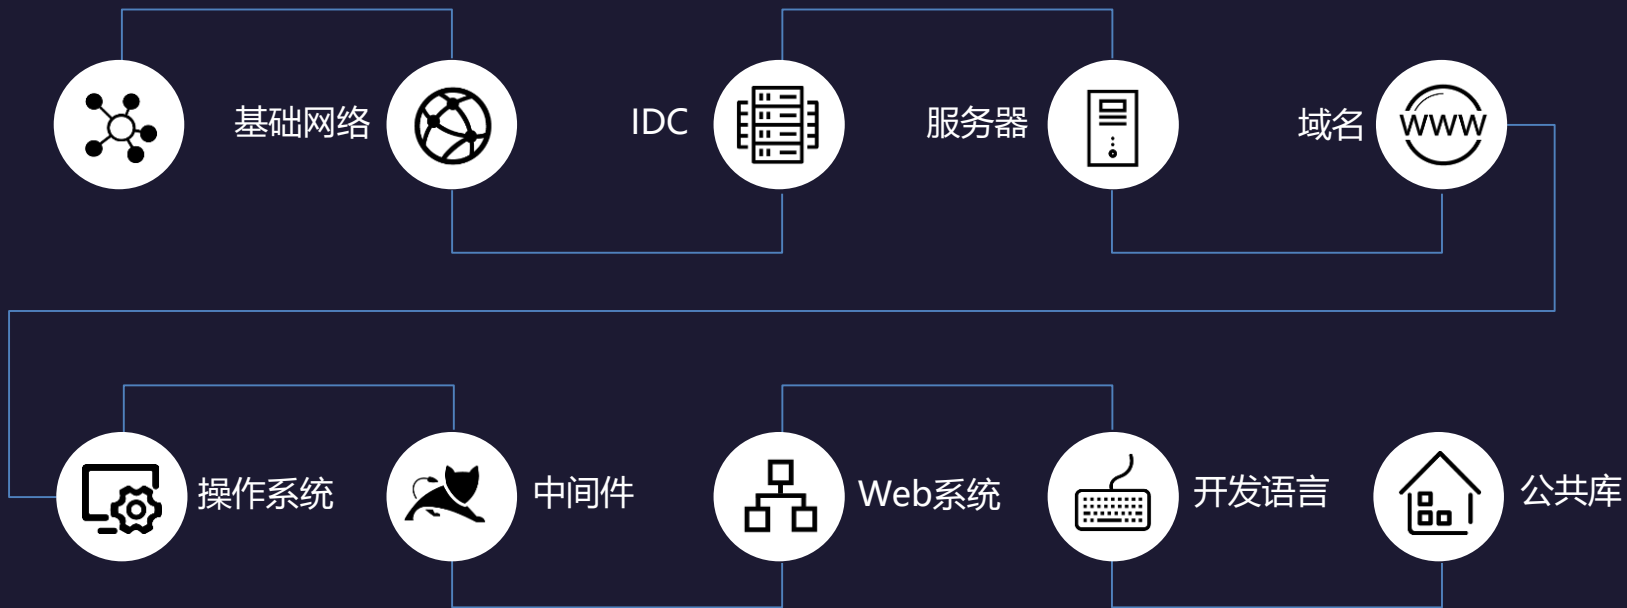 基础网络
IDC
服务器
域名
WWW
操作系统
中间件
Web系统
开发语言
公共库